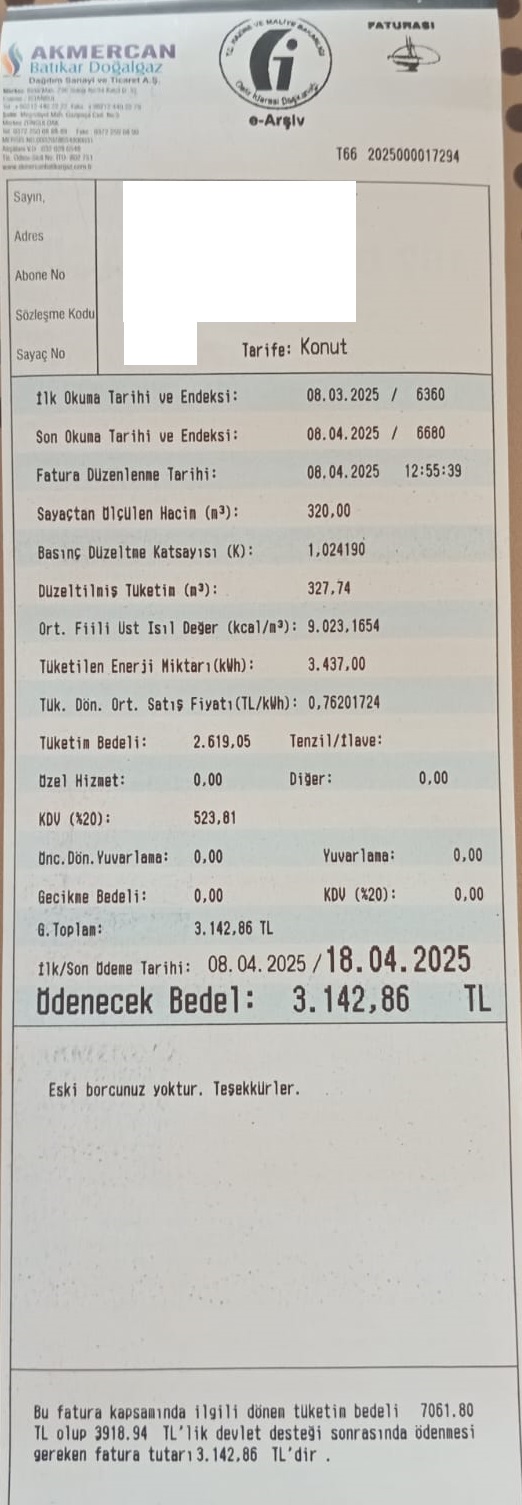 FATURASI
AKMERCAN
Batıkar Doğalgaz
Dağıtım Sanayi ve Ticaret A.Ş.
e-Arşiv
T66 2025000017294
Sayın,
Adres
Abone No
Sözleşme Kodu
Sayaç No
Tarife: Konut
İlk Okuma Tarihi ve Endeksi: 08.03.2025 / 6360
Son Okuma Tarihi ve Endeksi: 08.04.2025 / 6680
Fatura Düzenlenme Tarihi: 08.04.2025 12:55:39
Sayaçtan Ölçülen Hacim (m³): 320,00
Basınç Düzeltme Katsayısı (K): 1,024190
Düzeltilmiş Tüketim (m³): 327,74
Ort. Fiili Üst Isıl Değer (kcal/m³): 9.023,1654
Tüketilen Enerji Miktarı(kWh): 3.437,00
Tük. Dön. Ort. Satış Fiyatı(TL/kWh): 0,76201724
Tüketim Bedeli: 2.619,05 Tenzil/İlave:
Özel Hizmet: 0,00 Diğer: 0,00
KDV (%20): 523,81
Önc.Dön.Yuvarlama: 0,00 Yuvarlama: 0,00
Gecikme Bedeli: 0,00 KDV (%20): 0,00
G.Toplam: 3.142,86 TL
İlk/Son Ödeme Tarihi: 08.04.2025 / 18.04.2025
Ödenecek Bedel: 3.142,86 TL
Eski borcunuz yoktur. Teşekkürler.
Bu fatura kapsamında ilgili dönem tüketim bedeli 7061.80
TL olup 3918.94 TL'lik devlet desteği sonrasında ödenmesi
gereken fatura tutarı 3.142,86 TL'dir .